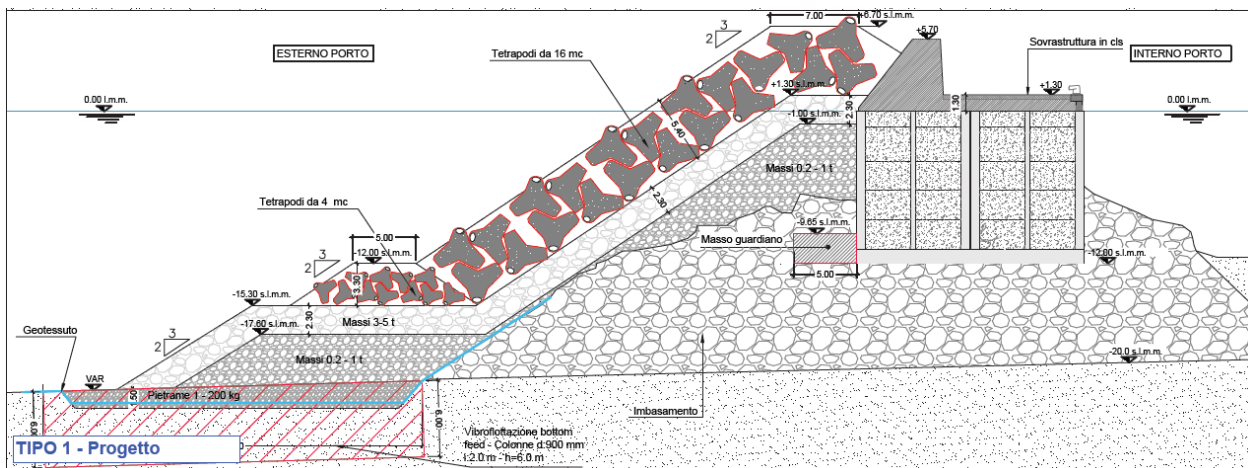 7.00
+6.70 s.l.m.m.
3
2
ESTERNO PORTO
Tetrapodi da 16 mc
+5.70
Sovrastruttura in cls
INTERNO PORTO
0.00 l.m.m.
+1.30 s.l.m.m.
+1.30
0.00 l.m.m.
2.30
1.30
-1.00 s.l.m.m.
5.40
Massi 0.2 - 1 t
Tetrapodi da 4 mc
2.30
-9.65 s.l.m.m.
Masso guardiano
5.00
3
2
-12.00 s.l.m.m.
-12.00 s.l.m.m.
5.00
3.30
-15.30 s.l.m.m.
2.30
Massi 3-5 t
-17.60 s.l.m.m.
Geotessuto
3
2
Massi 0.2 - 1 t
-20.0 s.l.m.m.
VAR
.50
Pietrame 1 - 200 kg
6.00
Imbasamento
6.00
Vibroflottazione bottom
feed - Colonne d.900 mm
i:2.0 m - h=6.0 m
TIPO 1 - Progetto